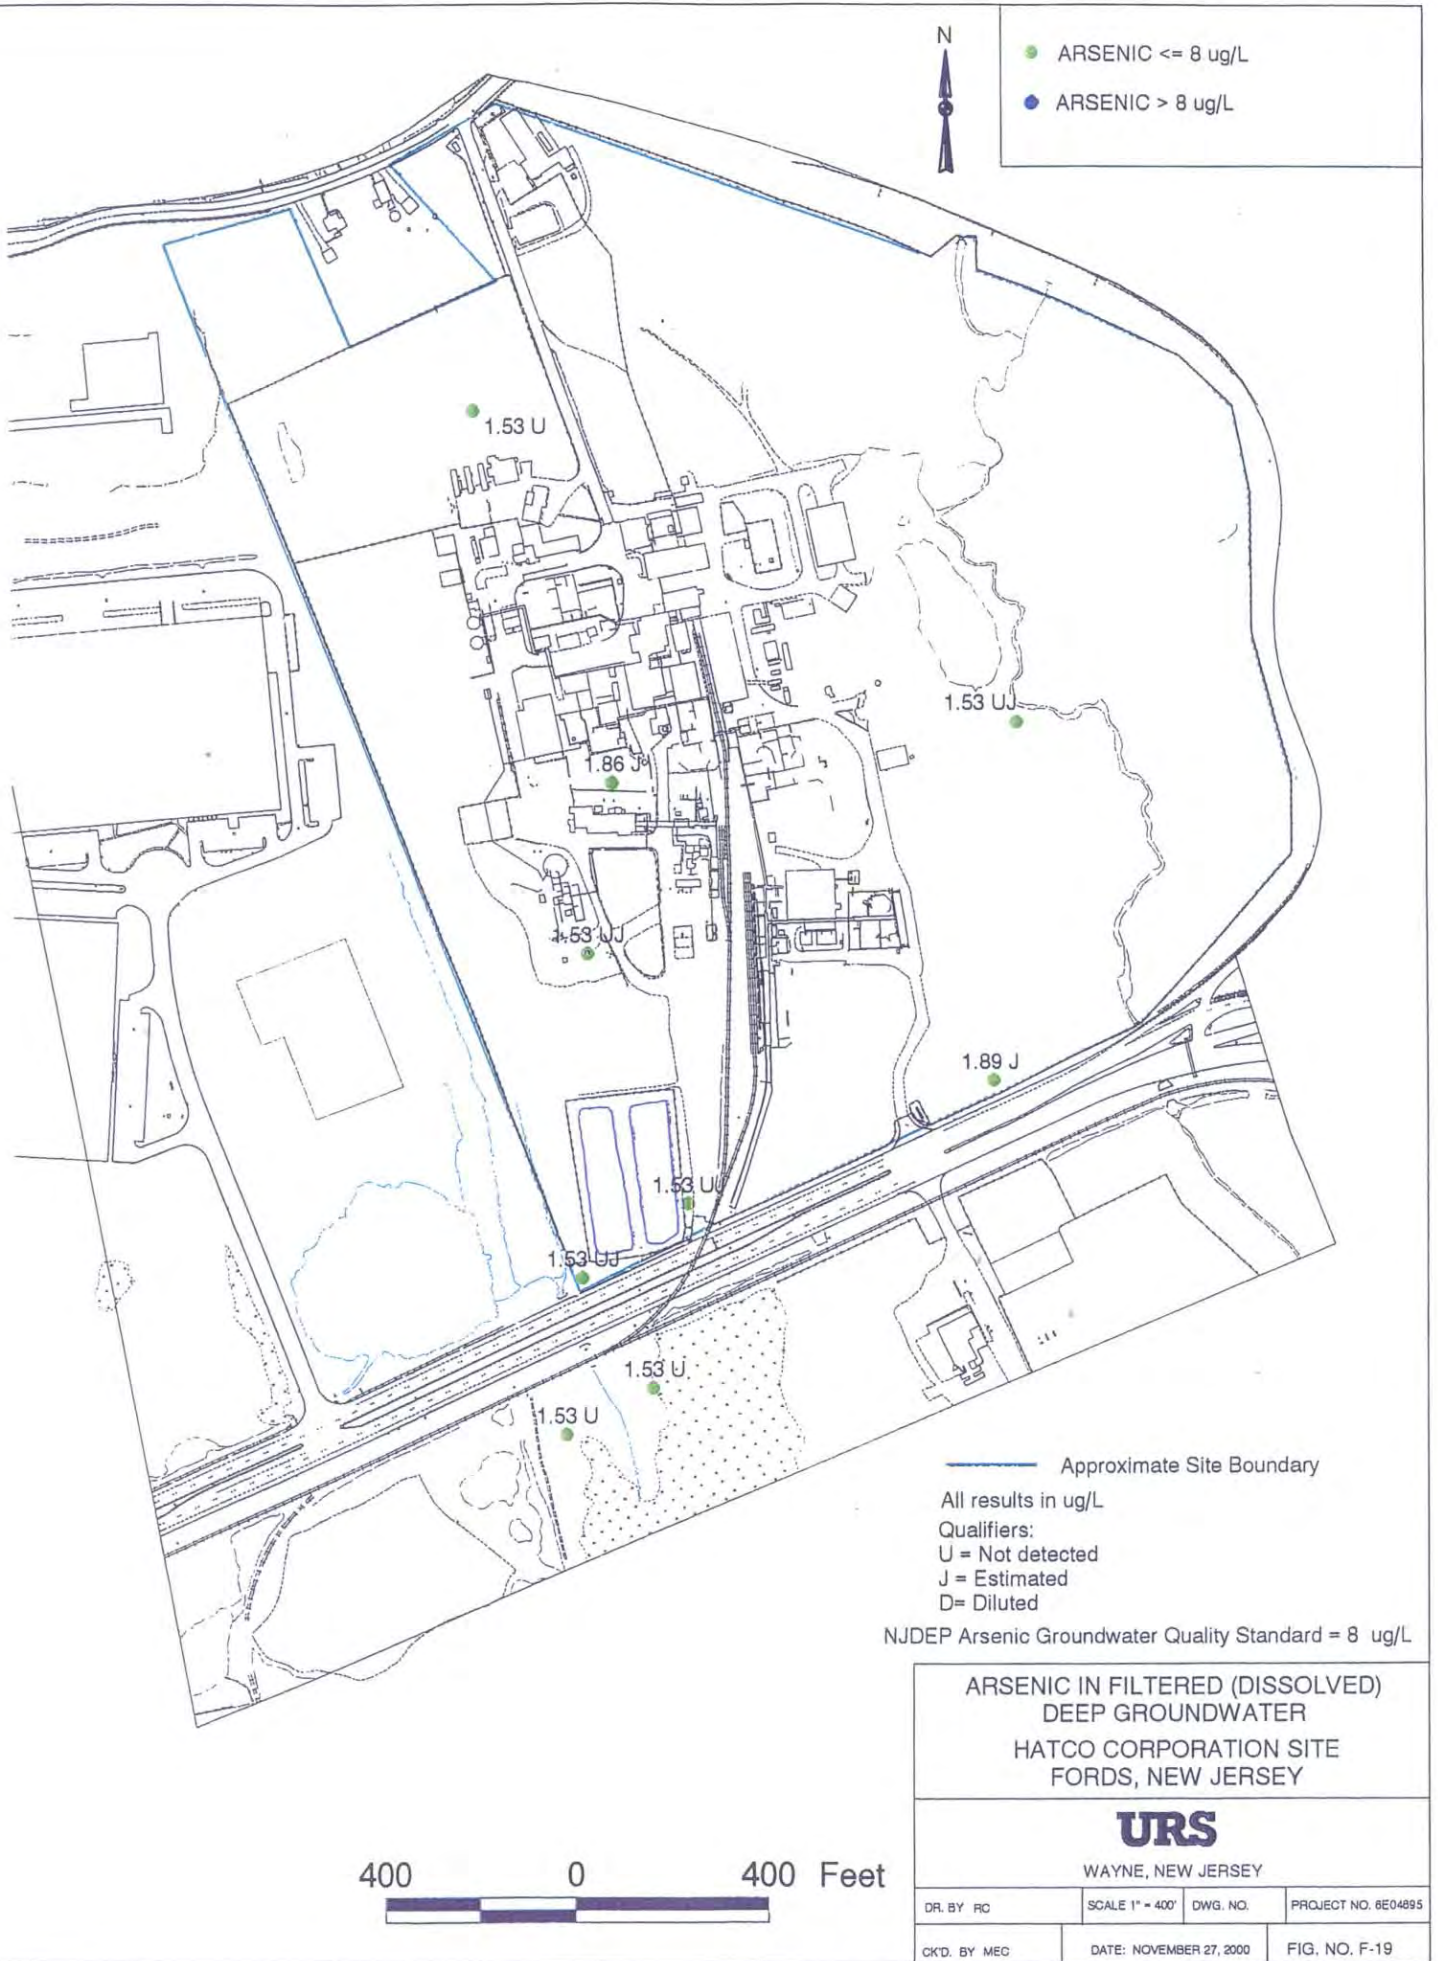 N
ARSENIC <= 8 ug/L
ARSENIC > 8 ug/L
1.53 U
1.53 UJ
1.86 J
1.53 UJ
1.89 J
1.53 UJ
1.53 U
1.53 U
Approximate Site Boundary
All results in ug/L
Qualifiers:
U = Not detected
J = Estimated
D= Diluted
NJDEP Arsenic Groundwater Quality Standard = 8 ug/L
ARSENIC IN FILTERED (DISSOLVED)
DEEP GROUNDWATER
HATCO CORPORATION SITE
FORDS, NEW JERSEY
URS
WAYNE, NEW JERSEY
400 0 400 Feet
DR. BY RC
SCALE 1" = 400'
DWG. NO.
PROJECT NO. 6E04895
CK'D. BY MEC
DATE: NOVEMBER 27, 2000
FIG. NO. F-19